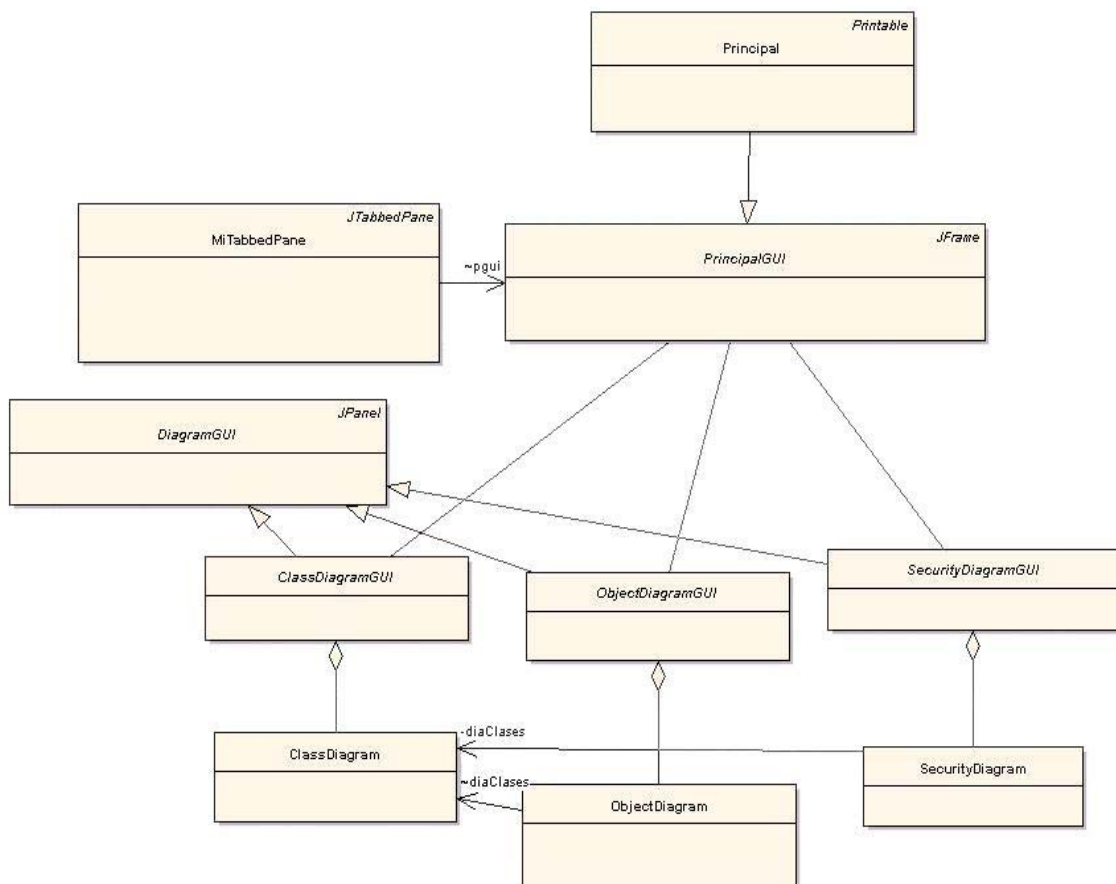 Printable
Principal
JTabbedPane
MiTabbedPane
~pgui
JFrame
PrincipalGUI
JPanel
DiagramGUI
ClassDiagramGUI
ObjectDiagramGUI
SecurityDiagramGUI
-diaClases
ClassDiagram
SecurityDiagram
~diaClases
ObjectDiagram